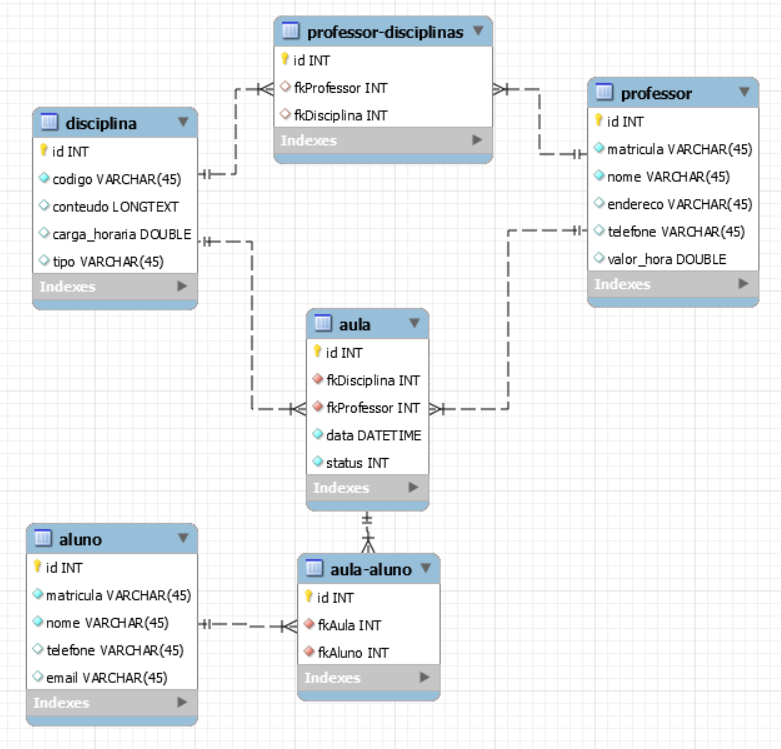 professor-disciplinas
id INT
fkProfessor INT
fkDisciplina INT
Indexes
professor
id INT
matricula VARCHAR(45)
nome VARCHAR(45)
endereco VARCHAR(45)
telefone VARCHAR(45)
valor_hora DOUBLE
Indexes
disciplina
id INT
codigo VARCHAR(45)
conteudo LONGTEXT
carga_horaria DOUBLE
tipo VARCHAR(45)
Indexes
aula
id INT
fkDisciplina INT
fkProfessor INT
data DATETIME
status INT
Indexes
aluno
id INT
matricula VARCHAR(45)
nome VARCHAR(45)
telefone VARCHAR(45)
email VARCHAR(45)
Indexes
aula-aluno
id INT
fkAula INT
fkAluno INT
Indexes